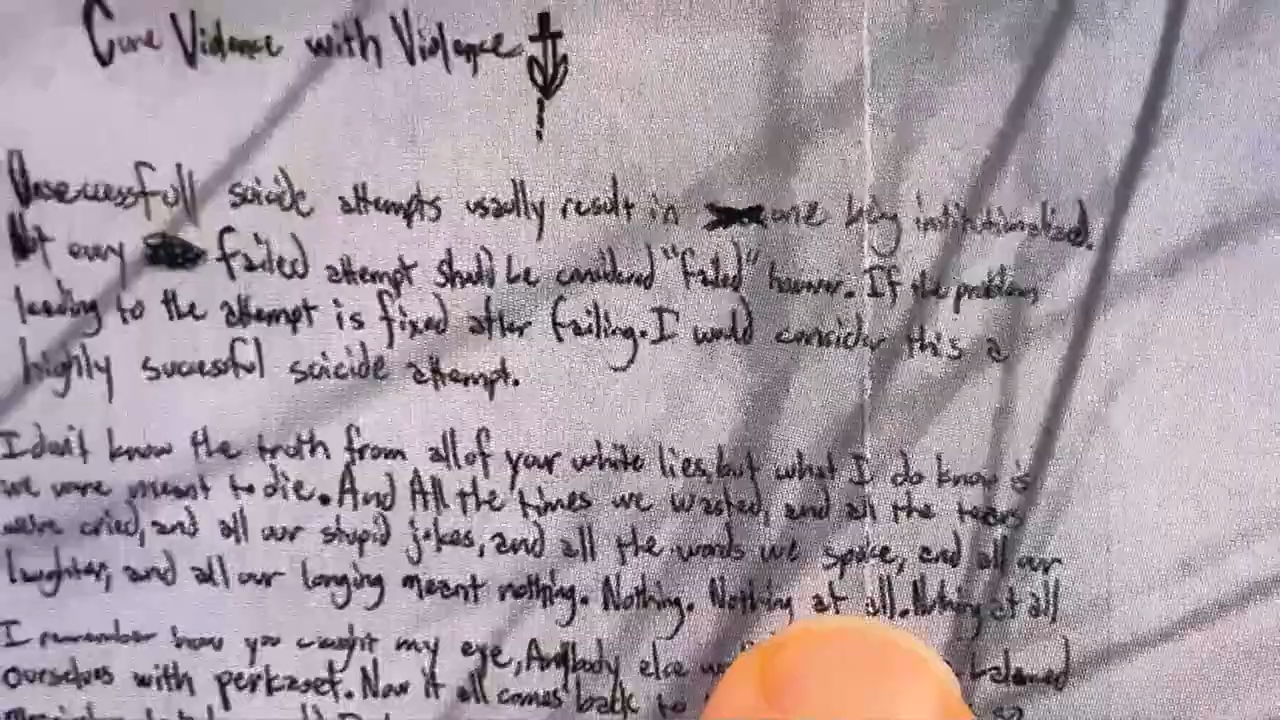 Cure Violence with Violence
Unsecessfull suicide attempts usually result in one being institutionalized.
Not every failed attempt should be considered "failed" however. If the problem
leading to the attempt is fixed after failing. I would consider this a
highly sucessful suicide attempt.
I don't know the truth from all of your white lies, but what I do know is
we were meant to die. And All the times we wasted, and all the tears
we've cried, and all our stupid jokes, and all the words we spoke, and all our
laughter, and all our longing meant nothing. Nothing. Nothing at all. Nothing at all
I remember how you caught my eye, Anybody else
ourselves with perkaset. Now it all comes back to